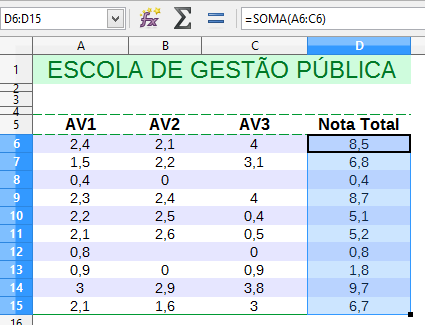 D6:D15 fx Σ = =SOMA(A6:C6)
A B C D
1 ESCOLA DE GESTÃO PÚBLICA
2
3
4
5 AV1 AV2 AV3 Nota Total
6 2,4 2,1 4 8,5
7 1,5 2,2 3,1 6,8
8 0,4 0 0,4
9 2,3 2,4 4 8,7
10 2,2 2,5 0,4 5,1
11 2,1 2,6 0,5 5,2
12 0,8 0 0,8
13 0,9 0 0,9 1,8
14 3 2,9 3,8 9,7
15 2,1 1,6 3 6,7
16